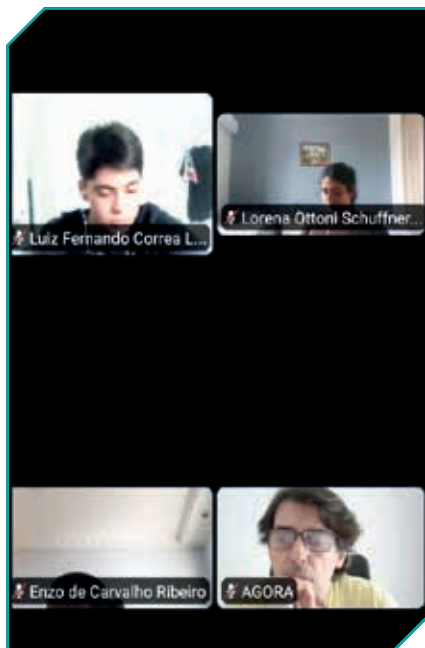 Luiz Fernando Correa L...
Lorena Ottoni Schuffner...
Enzo de Carvalho Ribeiro
AGORA